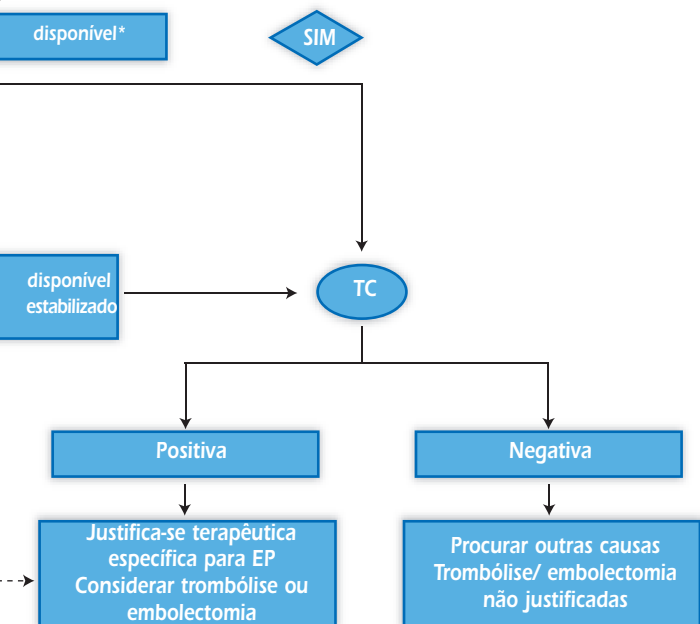 disponível*
SIM
disponível
estabilizado
TC
Positiva
Negativa
Justifica-se terapêutica
específica para EP
Considerar trombólise ou
embolectomia
Procurar outras causas
Trombólise/ embolectomia
não justificadas